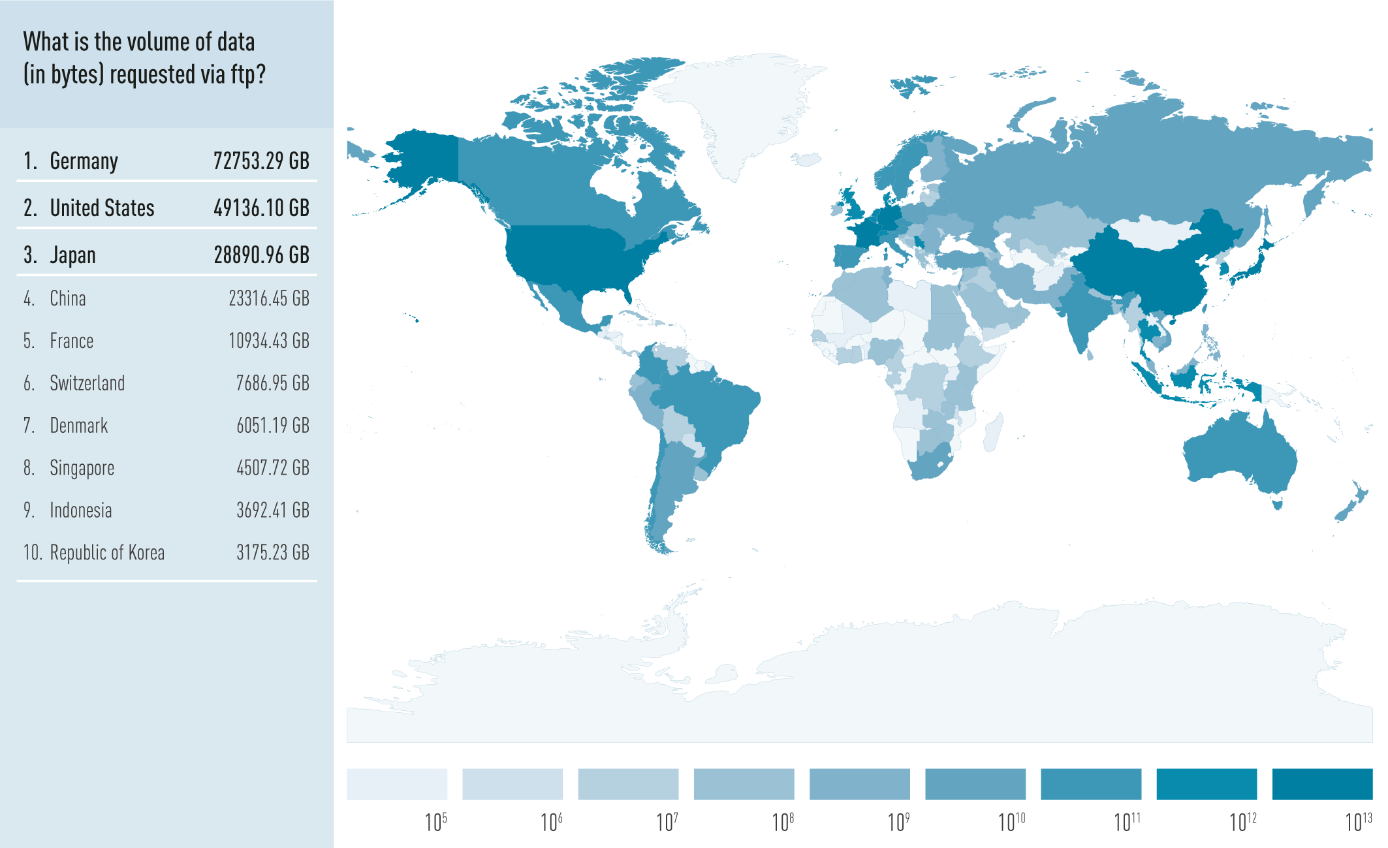 What is the volume of data
(in bytes) requested via ftp?
1. Germany 72753.29 GB
2. United States 49136.10 GB
3. Japan 28890.96 GB
4. China 23316.45 GB
5. France 10934.43 GB
6. Switzerland 7686.95 GB
7. Denmark 6051.19 GB
8. Singapore 4507.72 GB
9. Indonesia 3692.41 GB
10. Republic of Korea 3175.23 GB
10⁵ 10⁶ 10⁷ 10⁸ 10⁹ 10¹⁰ 10¹¹ 10¹² 10¹³